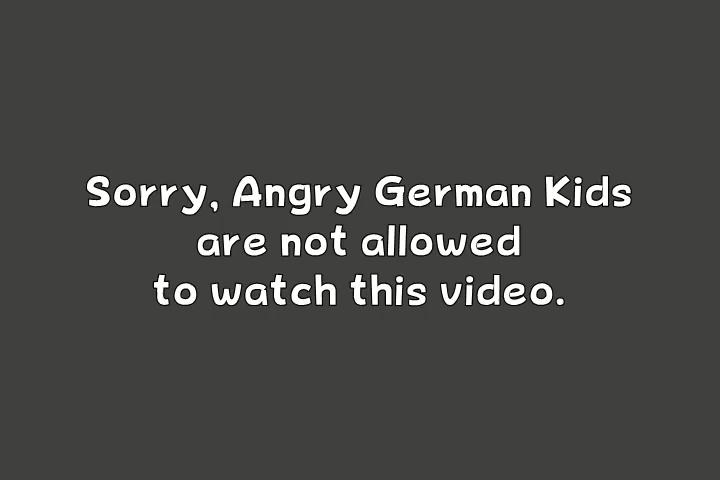 Sorry, Angry German Kids
are not allowed
to watch this video.